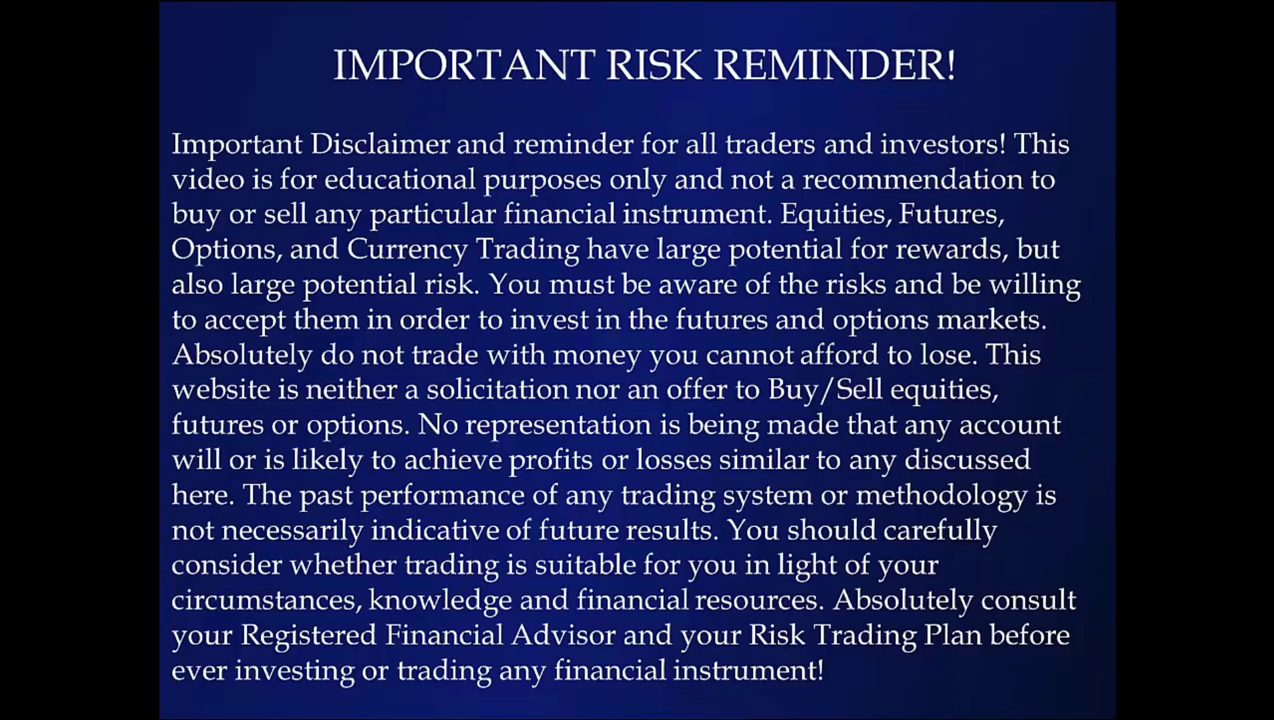 IMPORTANT RISK REMINDER!
Important Disclaimer and reminder for all traders and investors! This
video is for educational purposes only and not a recommendation to
buy or sell any particular financial instrument. Equities, Futures,
Options, and Currency Trading have large potential for rewards, but
also large potential risk. You must be aware of the risks and be willing
to accept them in order to invest in the futures and options markets.
Absolutely do not trade with money you cannot afford to lose. This
website is neither a solicitation nor an offer to Buy/Sell equities,
futures or options. No representation is being made that any account
will or is likely to achieve profits or losses similar to any discussed
here. The past performance of any trading system or methodology is
not necessarily indicative of future results. You should carefully
consider whether trading is suitable for you in light of your
circumstances, knowledge and financial resources. Absolutely consult
your Registered Financial Advisor and your Risk Trading Plan before
ever investing or trading any financial instrument!